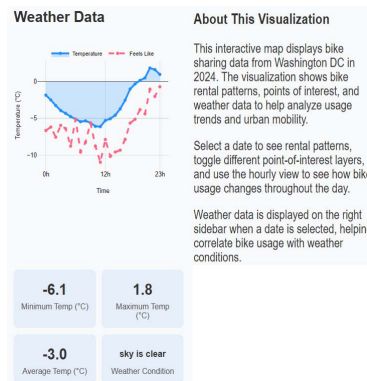 Weather Data
Temperature
Feels Like
0
-5
-10
Temperature (°C)
0h
12h
23h
Time
-6.1
Minimum Temp (°C)
1.8
Maximum Temp
(°C)
-3.0
Average Temp (°C)
sky is clear
Weather Condition
About This Visualization
This interactive map displays bike
sharing data from Washington DC in
2024. The visualization shows bike
rental patterns, points of interest, and
weather data to help analyze usage
trends and urban mobility.
Select a date to see rental patterns,
toggle different point-of-interest layers,
and use the hourly view to see how bik
usage changes throughout the day.
Weather data is displayed on the right
sidebar when a date is selected, helpin
correlate bike usage with weather
conditions.